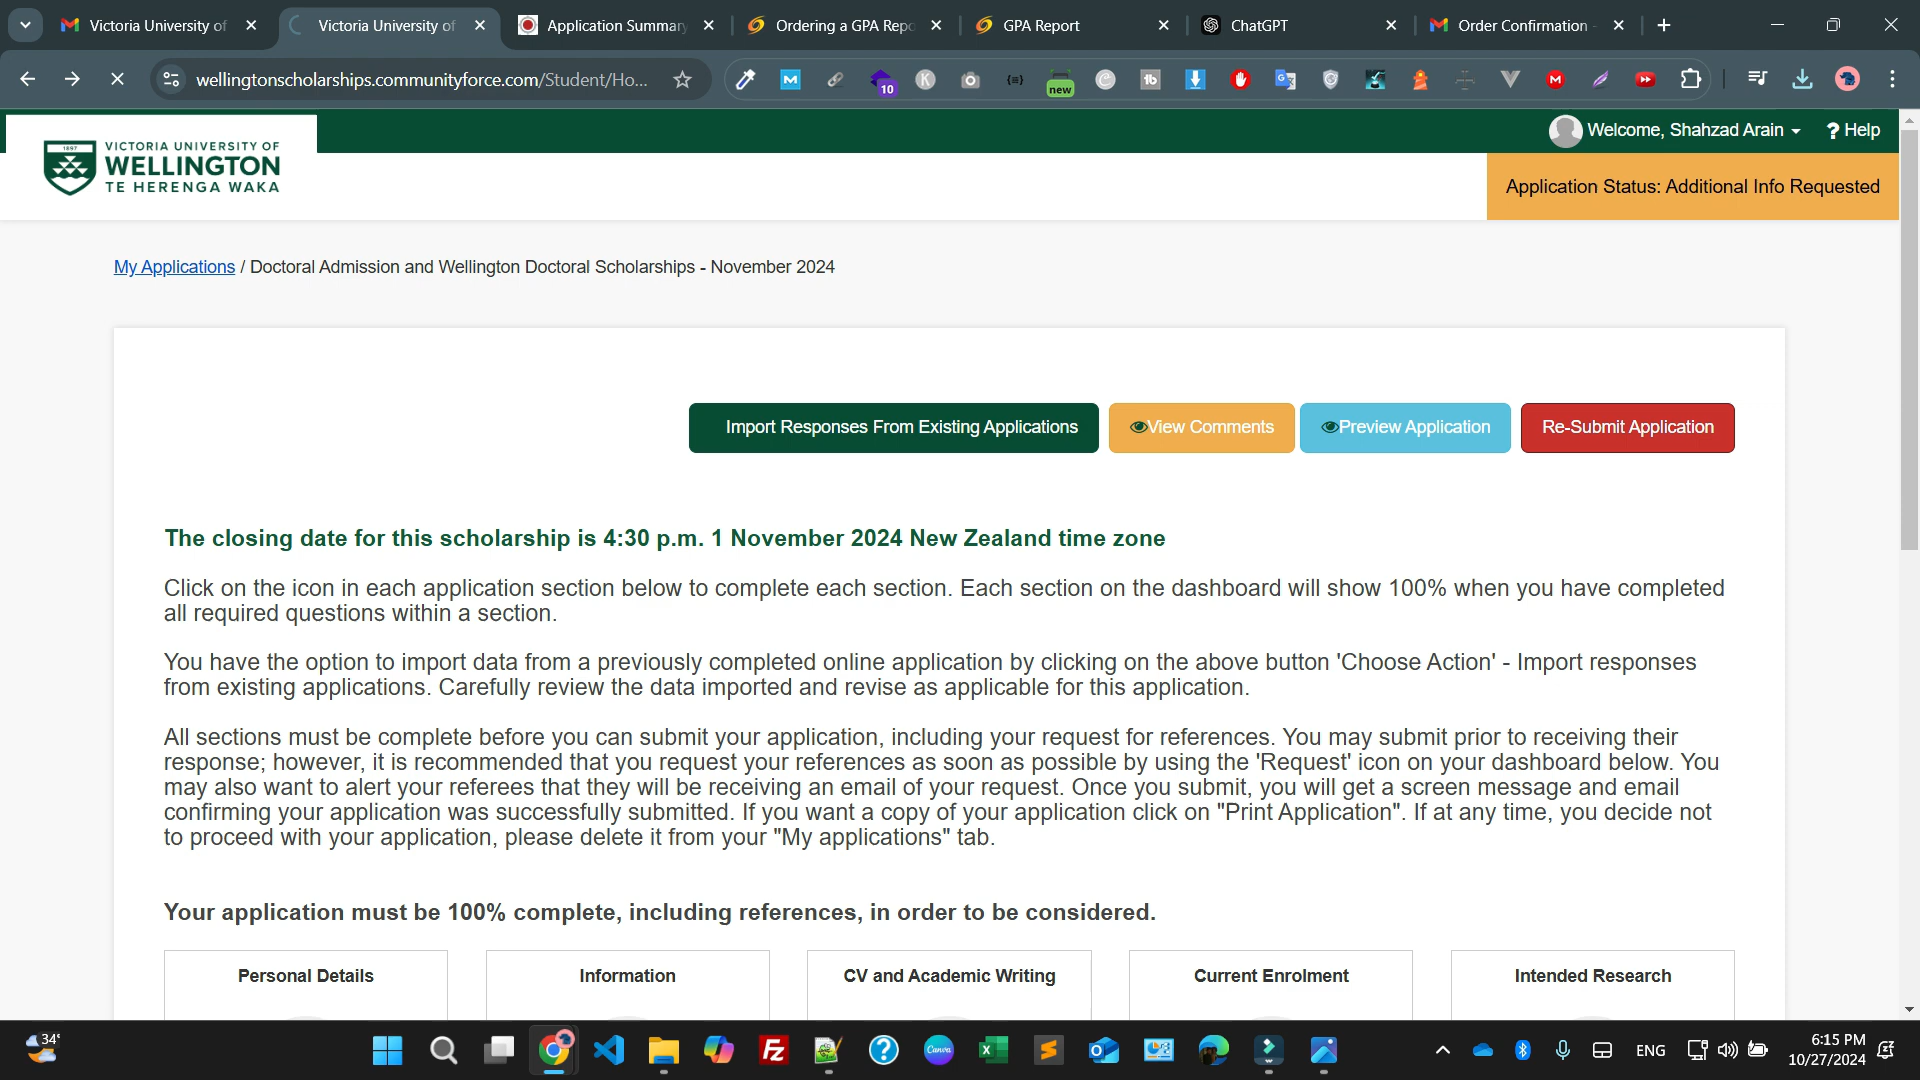 Victoria University of
Victoria University of
Application Summary
Ordering a GPA Repo
GPA Report
ChatGPT
Order Confirmation -
wellingtonscholarships.communityforce.com/Student/Ho...
10
new
1897
VICTORIA UNIVERSITY OF
WELLINGTON
TE HERENGA WAKA
Welcome, Shahzad Arain
? Help
Application Status: Additional Info Requested
My Applications / Doctoral Admission and Wellington Doctoral Scholarships - November 2024
Import Responses From Existing Applications
View Comments
Preview Application
Re-Submit Application
The closing date for this scholarship is 4:30 p.m. 1 November 2024 New Zealand time zone
Click on the icon in each application section below to complete each section. Each section on the dashboard will show 100% when you have completed
all required questions within a section.
You have the option to import data from a previously completed online application by clicking on the above button 'Choose Action' - Import responses
from existing applications. Carefully review the data imported and revise as applicable for this application.
All sections must be complete before you can submit your application, including your request for references. You may submit prior to receiving their
response; however, it is recommended that you request your references as soon as possible by using the 'Request' icon on your dashboard below. You
may also want to alert your referees that they will be receiving an email of your request. Once you submit, you will get a screen message and email
confirming your application was successfully submitted. If you want a copy of your application click on "Print Application". If at any time, you decide not
to proceed with your application, please delete it from your "My applications" tab.
Your application must be 100% complete, including references, in order to be considered.
Personal Details
Information
CV and Academic Writing
Current Enrolment
Intended Research
34°
Canva
ENG
6:15 PM
10/27/2024